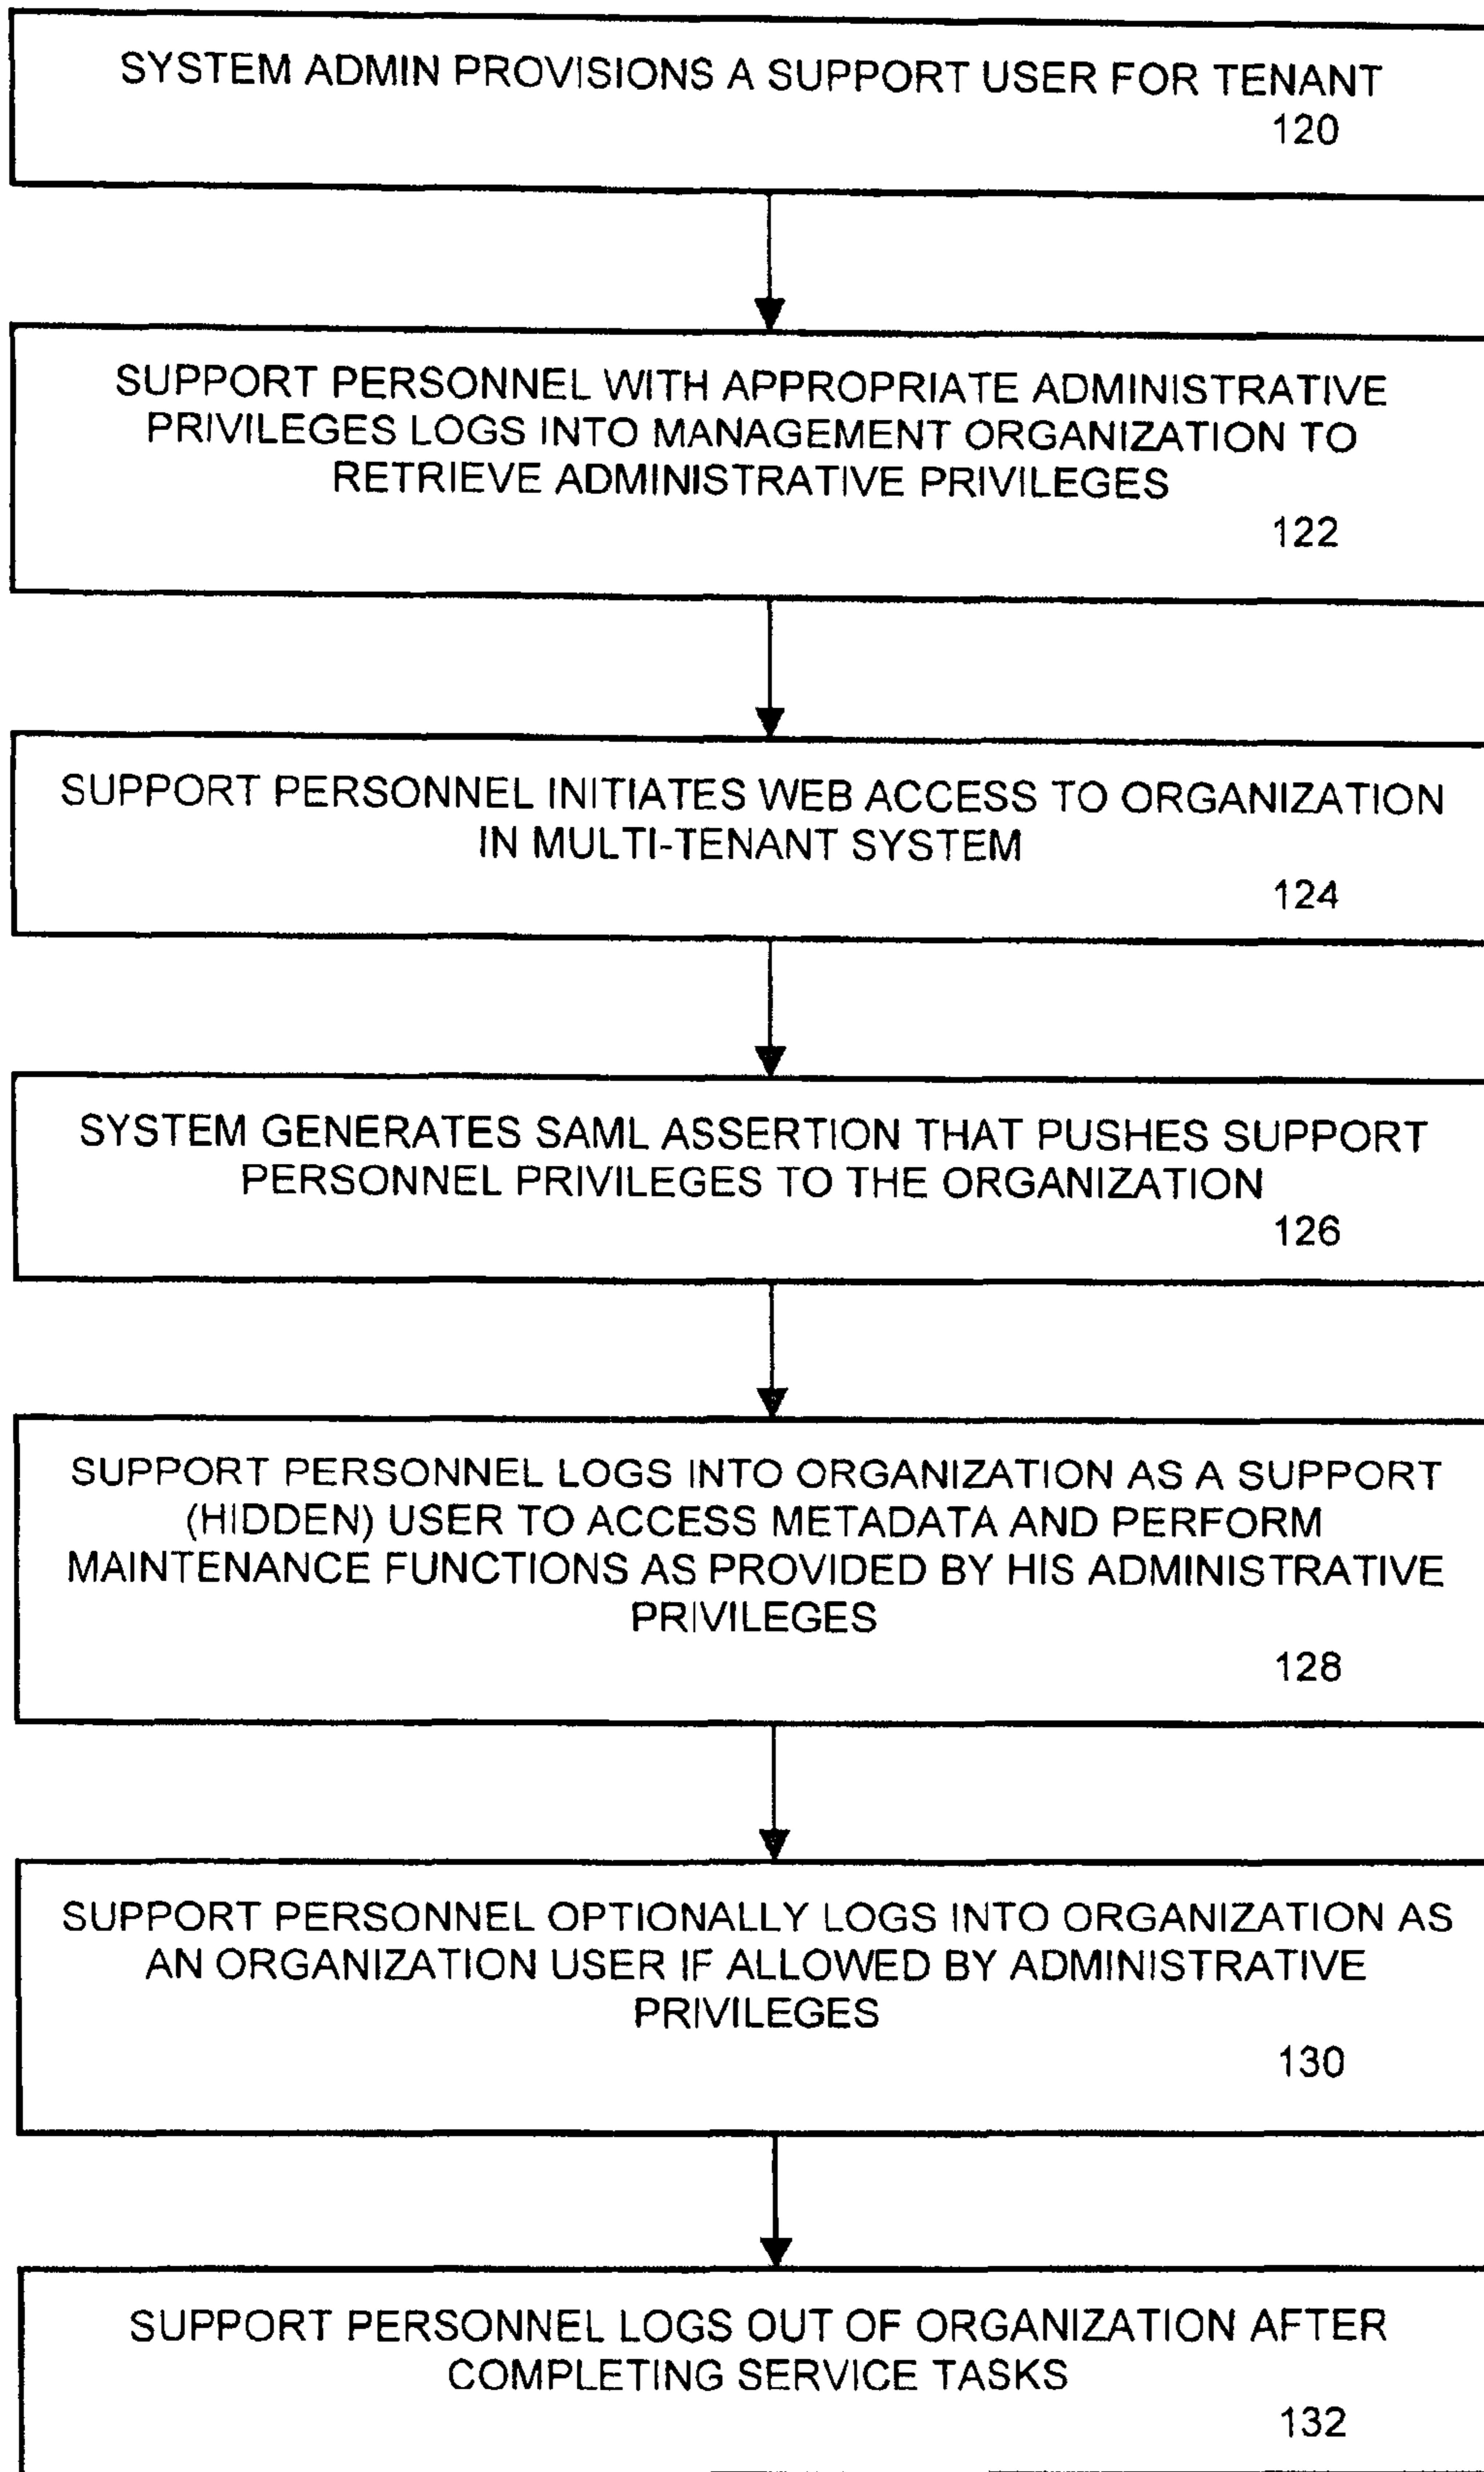 SYSTEM ADMIN PROVISIONS A SUPPORT USER FOR TENANT
120
SUPPORT PERSONNEL WITH APPROPRIATE ADMINISTRATIVE
PRIVILEGES LOGS INTO MANAGEMENT ORGANIZATION TO
RETRIEVE ADMINISTRATIVE PRIVILEGES
122
SUPPORT PERSONNEL INITIATES WEB ACCESS TO ORGANIZATION
IN MULTI-TENANT SYSTEM
124
SYSTEM GENERATES SAML ASSERTION THAT PUSHES SUPPORT
PERSONNEL PRIVILEGES TO THE ORGANIZATION
126
SUPPORT PERSONNEL LOGS INTO ORGANIZATION AS A SUPPORT
(HIDDEN) USER TO ACCESS METADATA AND PERFORM
MAINTENANCE FUNCTIONS AS PROVIDED BY HIS ADMINISTRATIVE
PRIVILEGES
128
SUPPORT PERSONNEL OPTIONALLY LOGS INTO ORGANIZATION AS
AN ORGANIZATION USER IF ALLOWED BY ADMINISTRATIVE
PRIVILEGES
130
SUPPORT PERSONNEL LOGS OUT OF ORGANIZATION AFTER
COMPLETING SERVICE TASKS
132